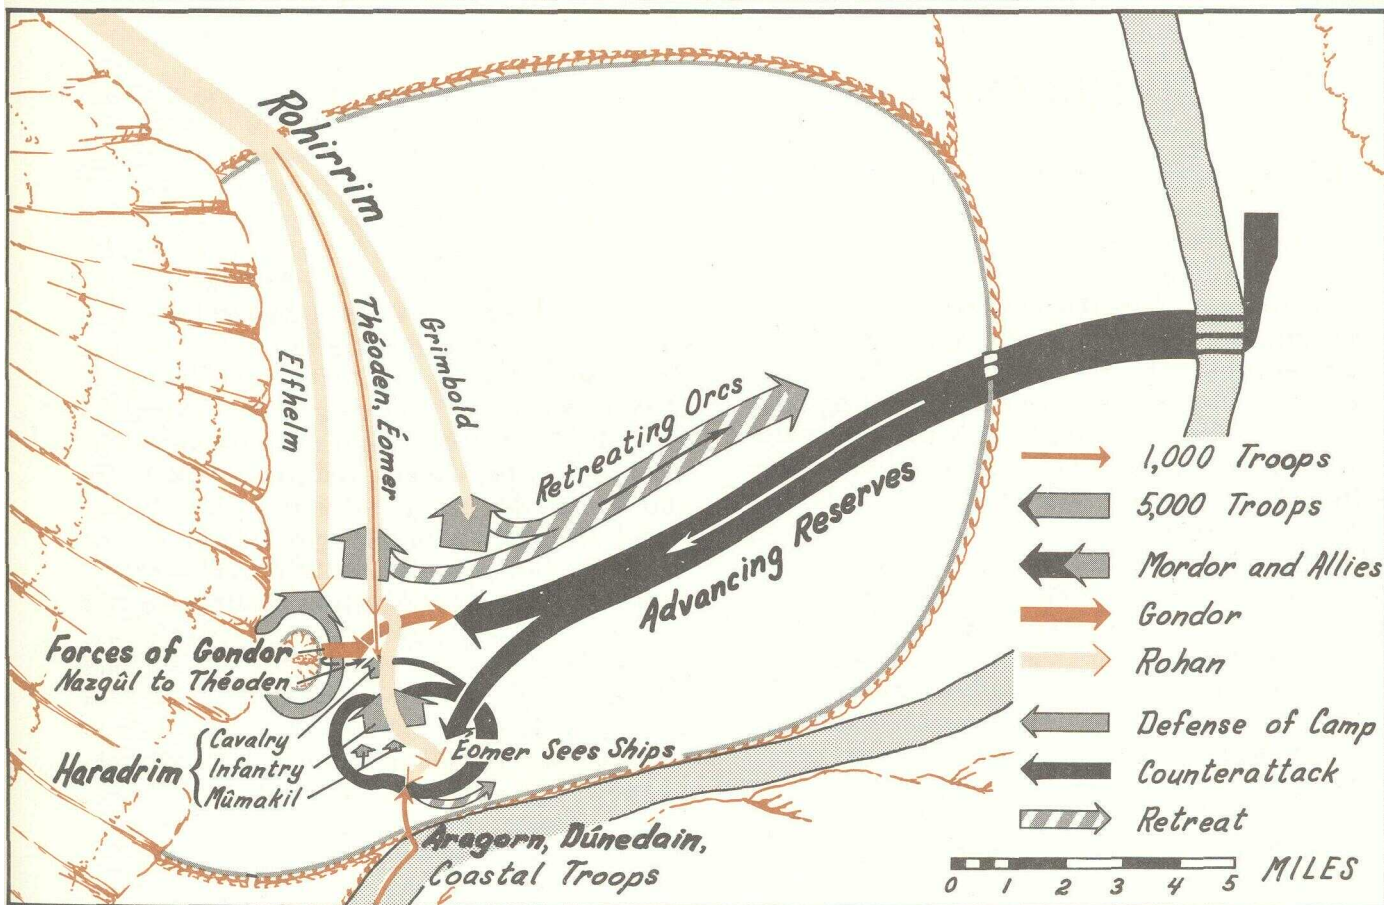 Rohirrim
Elfhelm
Théoden, Éomer
Grimbold
Retreating Orcs
Advancing Reserves
Forces of Gondor
Nazgûl to Théoden
Haradrim
Cavalry
Infantry
Mûmakil
Éomer Sees Ships
Aragorn, Dúnedain,
Coastal Troops
1,000 Troops
5,000 Troops
Mordor and Allies
Gondor
Rohan
Defense of Camp
Counterattack
Retreat
0 1 2 3 4 5 MILES